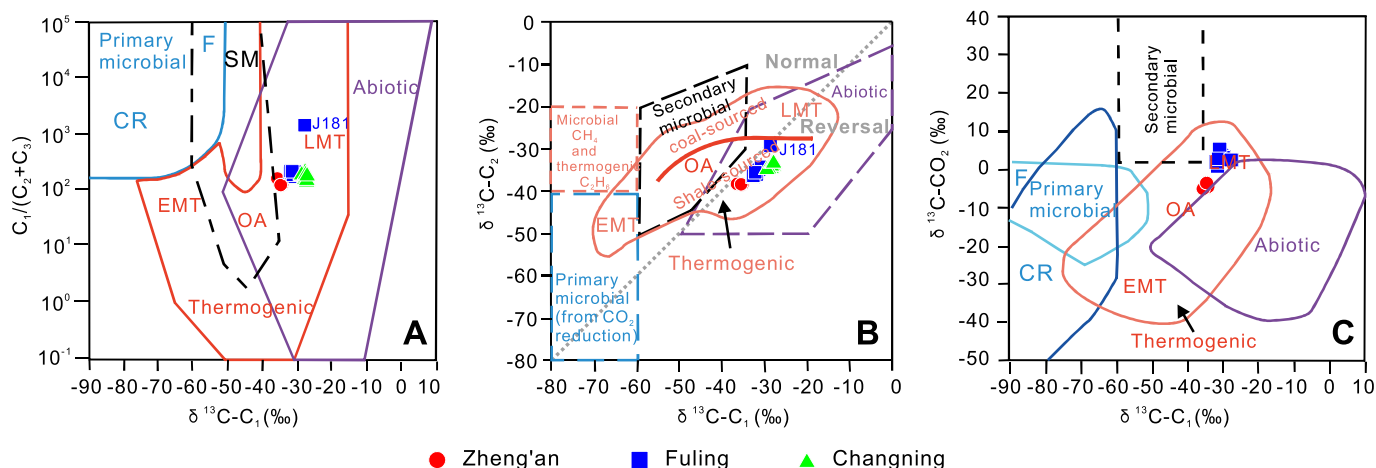 A
C₁/(C₂+C₃)
10⁵
10⁴
10³
10²
10¹
10⁰
10⁻¹
-90 -80 -70 -60 -50 -40 -30 -20 -10 0 10
δ ¹³C-C₁(‰)
Primary
microbial
F
SM
Abiotic
CR
J181
LMT
EMT
OA
Thermogenic
B
δ ¹³C-C₂(‰)
0
-10
-20
-30
-40
-50
-60
-70
-80
-80 -70 -60 -50 -40 -30 -20 -10 0
δ ¹³C-C₁(‰)
Normal
Secondary
microbial
Abiotic
coal-sourced
LMT
Reversal
Microbial
CH₄
and
thermogenic
C₂H₆
OA
J181
Shale-sourced
EMT
Thermogenic
Primary
microbial
(from CO₂
reduction)
C
δ ¹³C-CO₂ (‰)
40
30
20
10
0
-10
-20
-30
-40
-50
-90 -80 -70 -60 -50 -40 -30 -20 -10 0 10
δ ¹³C-C₁(‰)
Secondary
microbial
F
Primary
microbial
LMT
OA
CR
EMT
Abiotic
Thermogenic
Zheng'an Fuling Changning